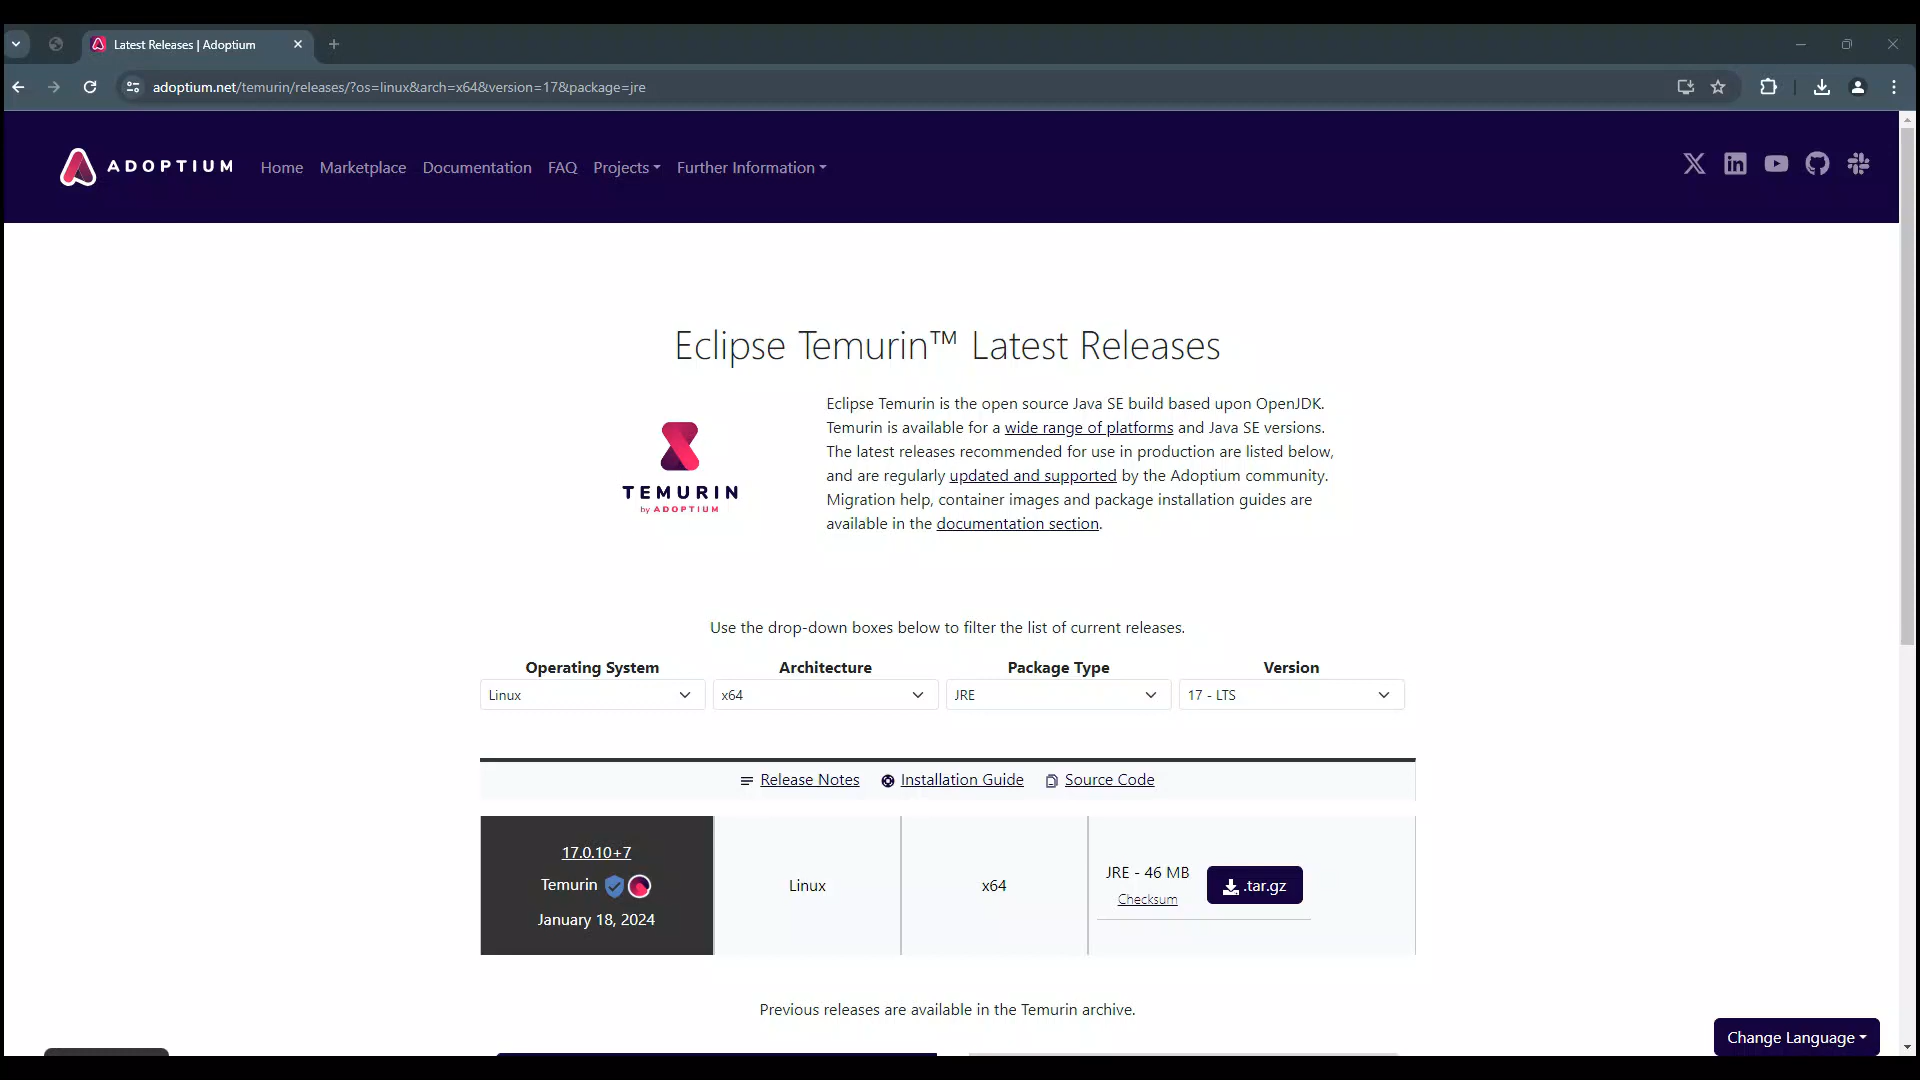 Latest Releases | Adoptium
adoptium.net/temurin/releases/?os=linux&arch=x64&version=17&package=jre
ADOPTIUM
Home
Marketplace
Documentation
FAQ
Projects
Further Information
Eclipse Temurin™ Latest Releases
TEMURIN
by ADOPTIUM
Eclipse Temurin is the open source Java SE build based upon OpenJDK.
Temurin is available for a wide range of platforms and Java SE versions.
The latest releases recommended for use in production are listed below,
and are regularly updated and supported by the Adoptium community.
Migration help, container images and package installation guides are
available in the documentation section.
Use the drop-down boxes below to filter the list of current releases.
Operating System
Architecture
Package Type
Version
Linux
x64
JRE
17 - LTS
Release Notes
Installation Guide
Source Code
17.0.10+7
Temurin
January 18, 2024
Linux
x64
JRE - 46 MB
Checksum
.tar.gz
Previous releases are available in the Temurin archive.
Change Language